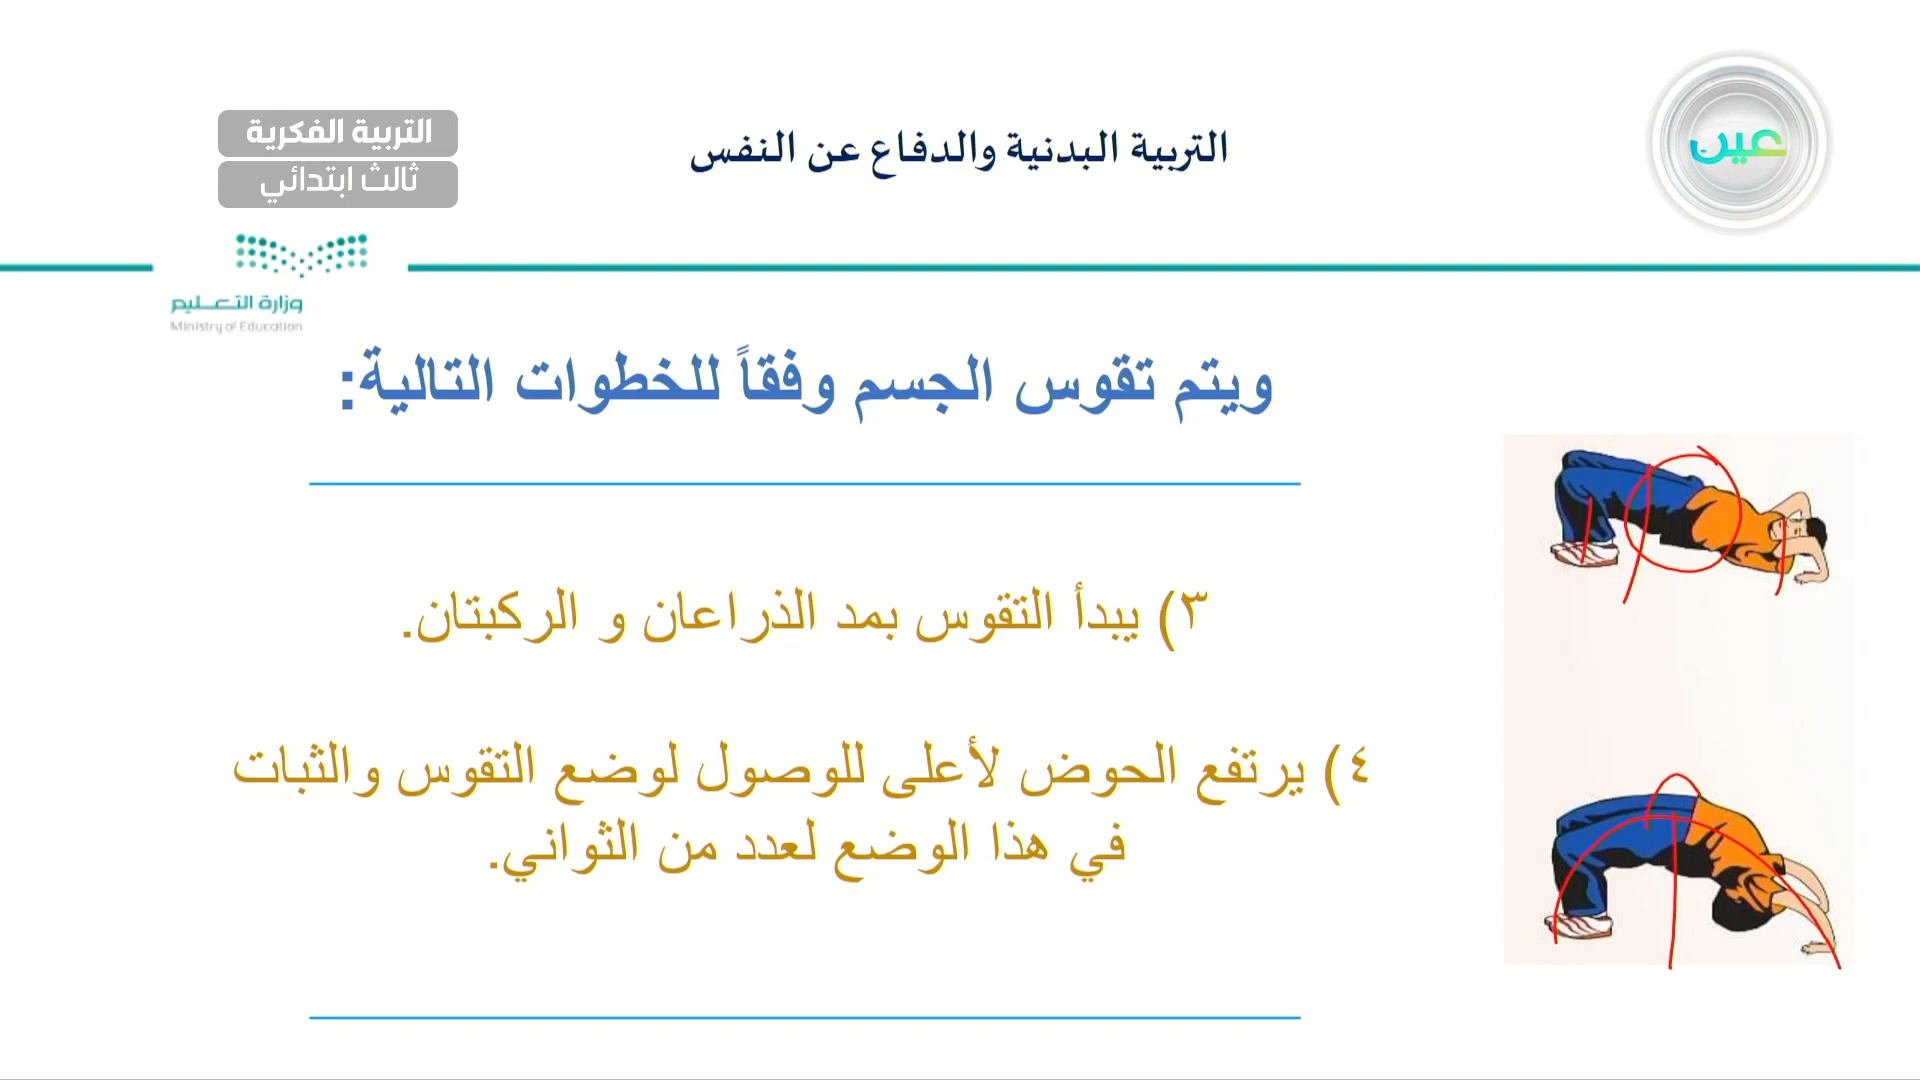 التربية الفكرية
ثالث ابتدائي
التربية البدنية والدفاع عن النفس
عين
وزارة التعليم
Ministry of Education
ويتم تقوس الجسم وفقاً للخطوات التالية:
٣) يبدأ التقوس بمد الذراعان و الركبتان.
٤) يرتفع الحوض لأعلى للوصول لوضع التقوس والثبات
في هذا الوضع لعدد من الثواني.